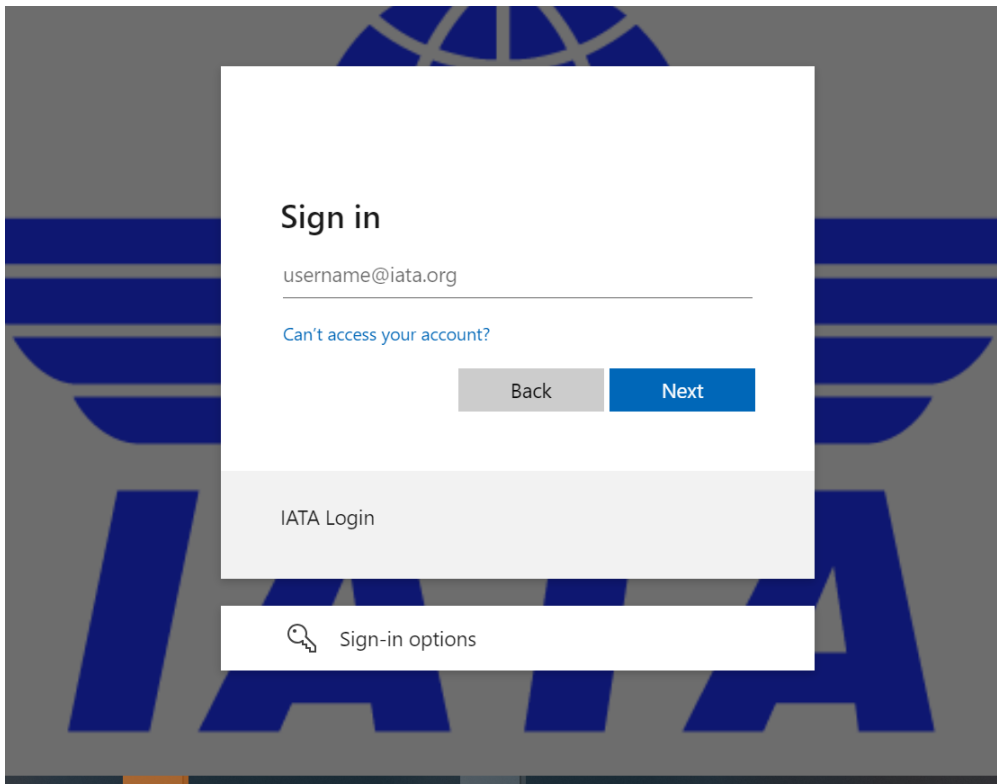 Sign in
username@iata.org
Can't access your account?
Back Next
IATA Login
Sign-in options
IATA